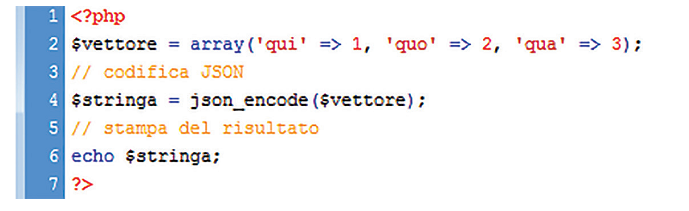 1 <?php
2 $vettore = array('qui' => 1, 'quo' => 2, 'qua' => 3);
3 // codifica JSON
4 $stringa = json_encode($vettore);
5 // stampa del risultato
6 echo $stringa;
7 ?>